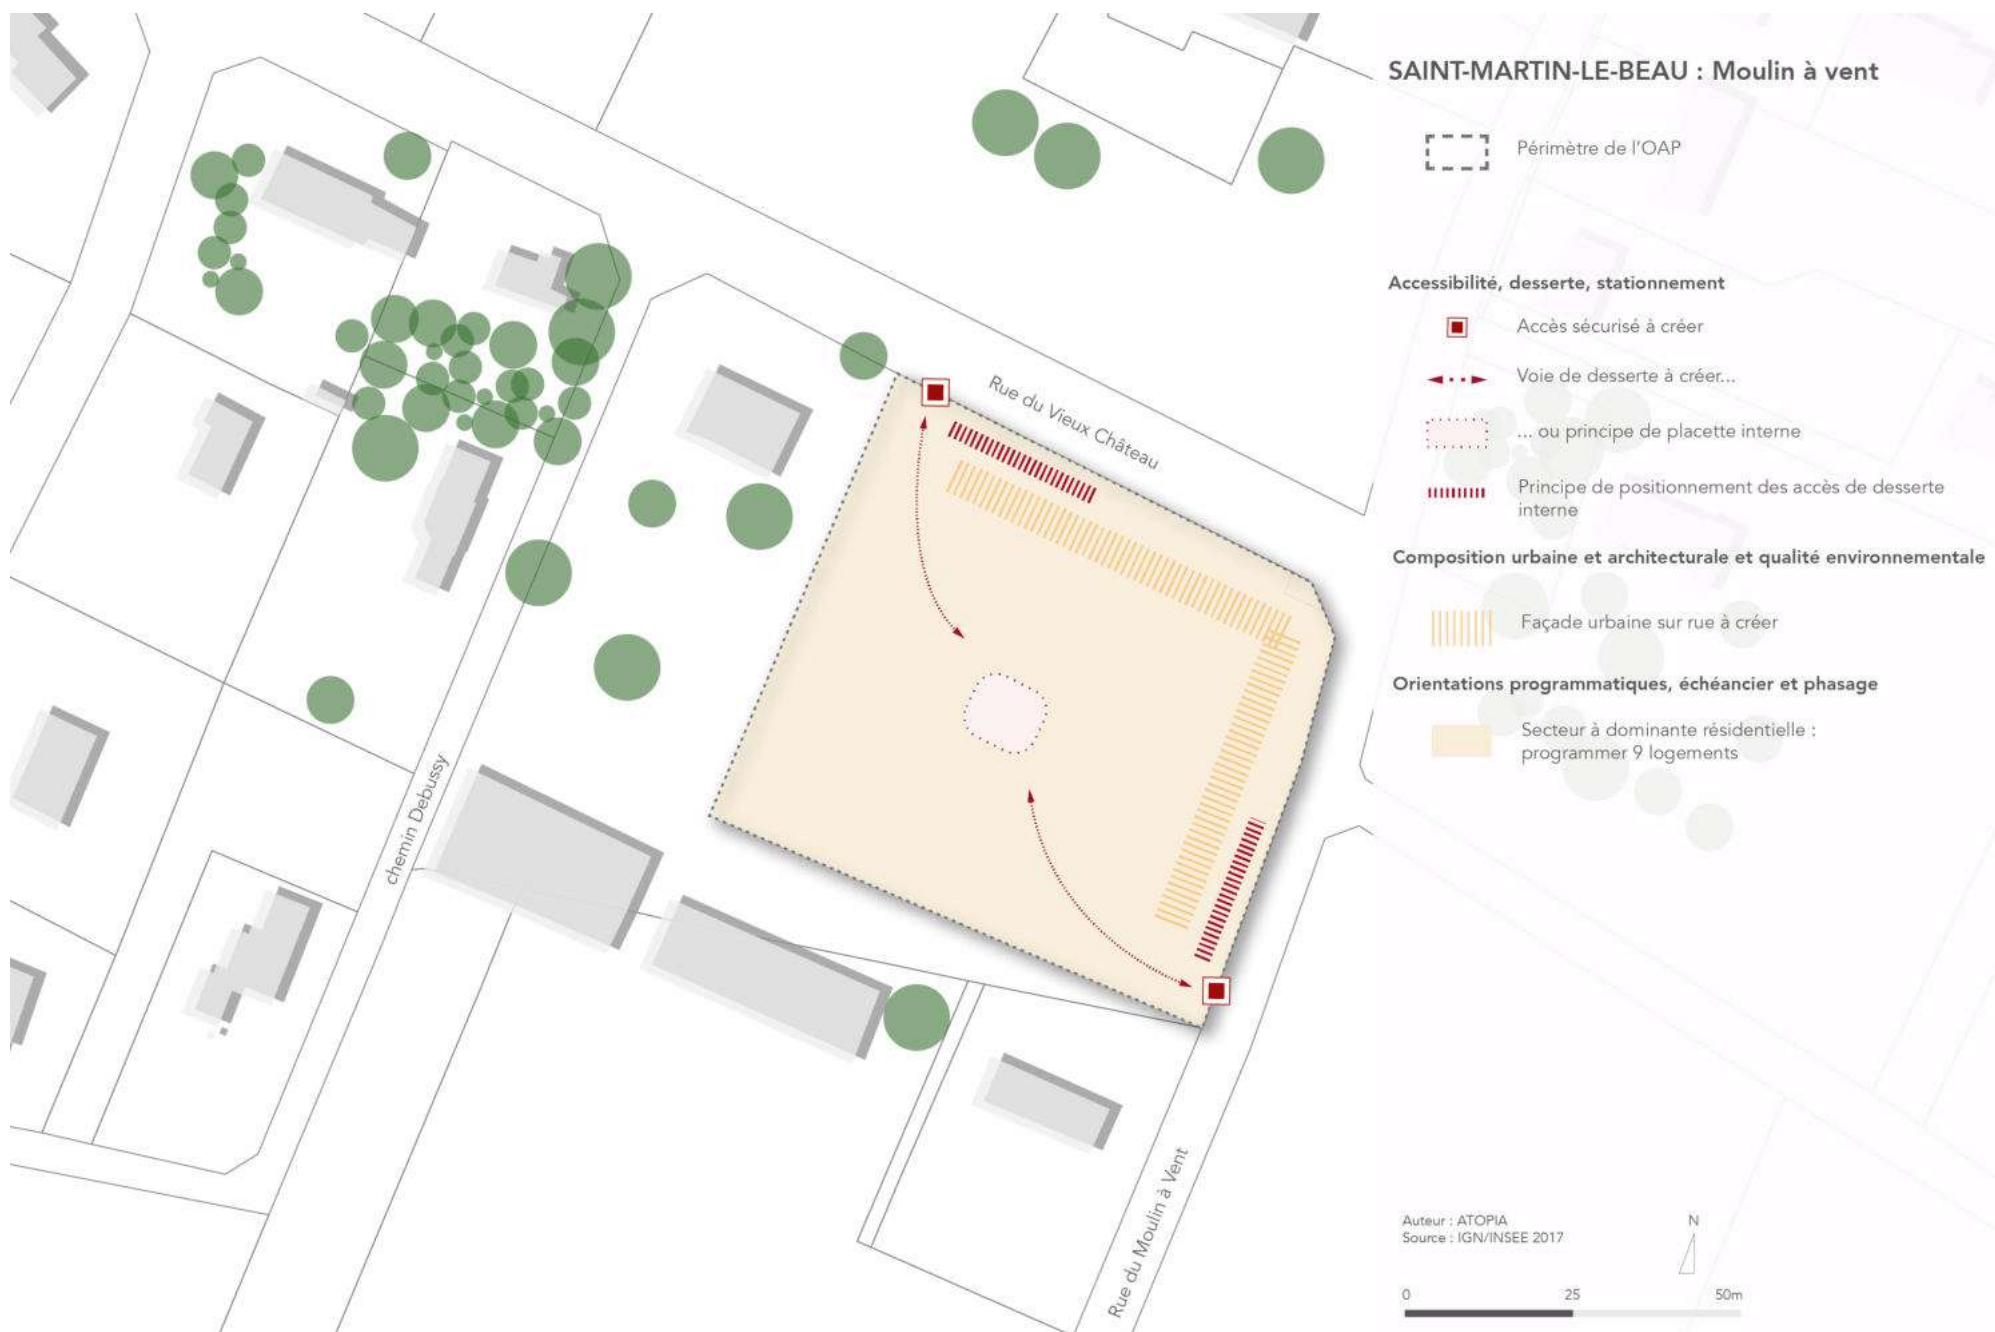 SAINT-MARTIN-LE-BEAU : Moulin à vent
Périmètre de l'OAP
Accessibilité, desserte, stationnement
Accès sécurisé à créer
Voie de desserte à créer...
... ou principe de placette interne
Principe de positionnement des accès de desserte
interne
Composition urbaine et architecturale et qualité environnementale
Façade urbaine sur rue à créer
Orientations programmatiques, échéancier et phasage
Secteur à dominante résidentielle :
programmer 9 logements
Rue du Vieux Château
chemin Debussy
Rue du Moulin à Vent
Auteur : ATOPIA
Source : IGN/INSEE 2017
N
0 25 50m